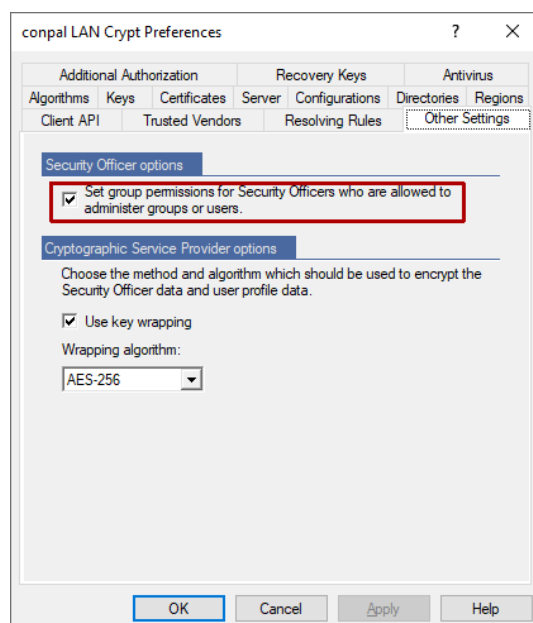 conpal LAN Crypt Preferences ? ×
Additional Authorization Recovery Keys Antivirus
Algorithms Keys Certificates Server Configurations Directories Regions
Client API Trusted Vendors Resolving Rules Other Settings
Security Officer options
Set group permissions for Security Officers who are allowed to
administer groups or users.
Cryptographic Service Provider options
Choose the method and algorithm which should be used to encrypt the
Security Officer data and user profile data.
Use key wrapping
Wrapping algorithm:
AES-256
OK Cancel Apply Help